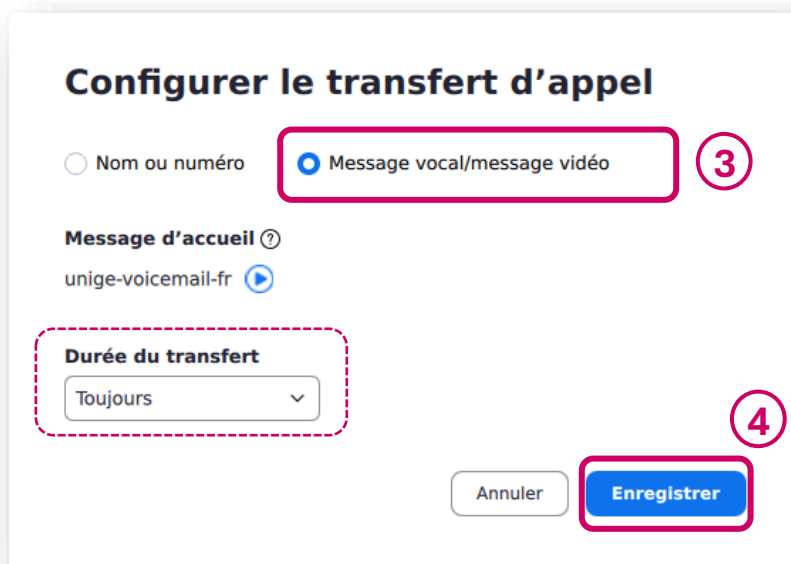 Configurer le transfert d’appel
Nom ou numéro Message vocal/message vidéo 3
Message d’accueil ?
unige-voicemail-fr
Durée du transfert
Toujours
4
Annuler Enregistrer